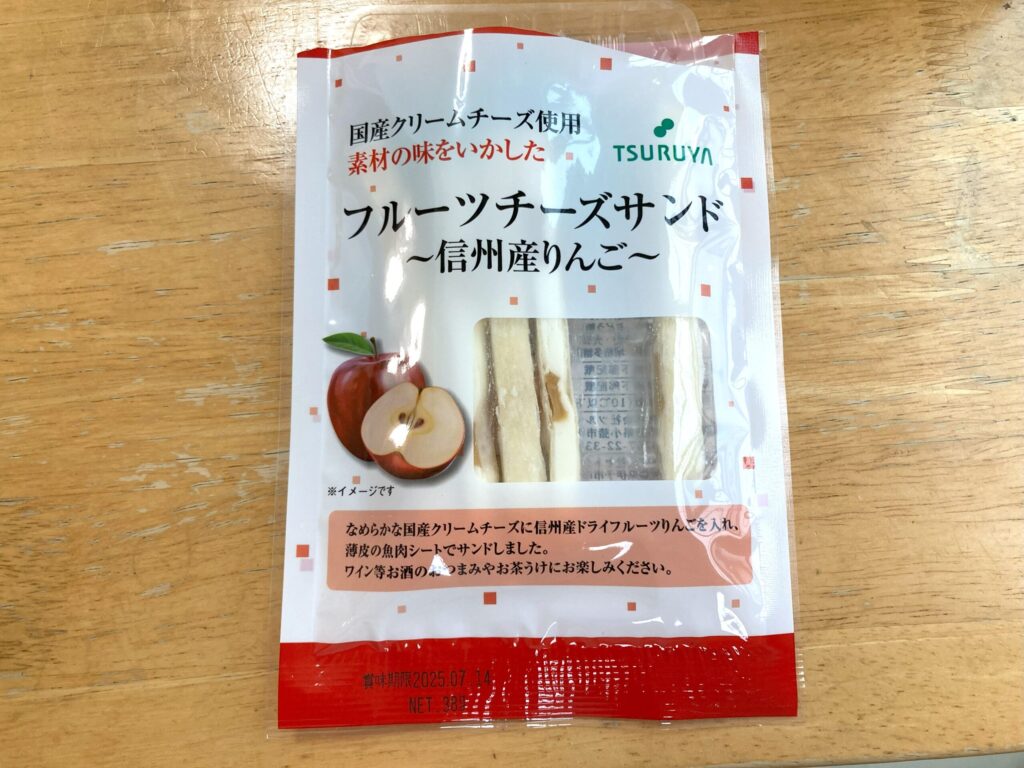 国産クリームチーズ使用
素材の味をいかした
TSURUYA
フルーツチーズサンド
～信州産りんご～
※イメージです
なめらかな国産クリームチーズに信州産ドライフルーツりんごを入れ、
薄皮の魚肉シートでサンドしました。
ワイン等お酒のおつまみやお茶うけにお楽しみください。
賞味期限2025.07.14
NET 38g